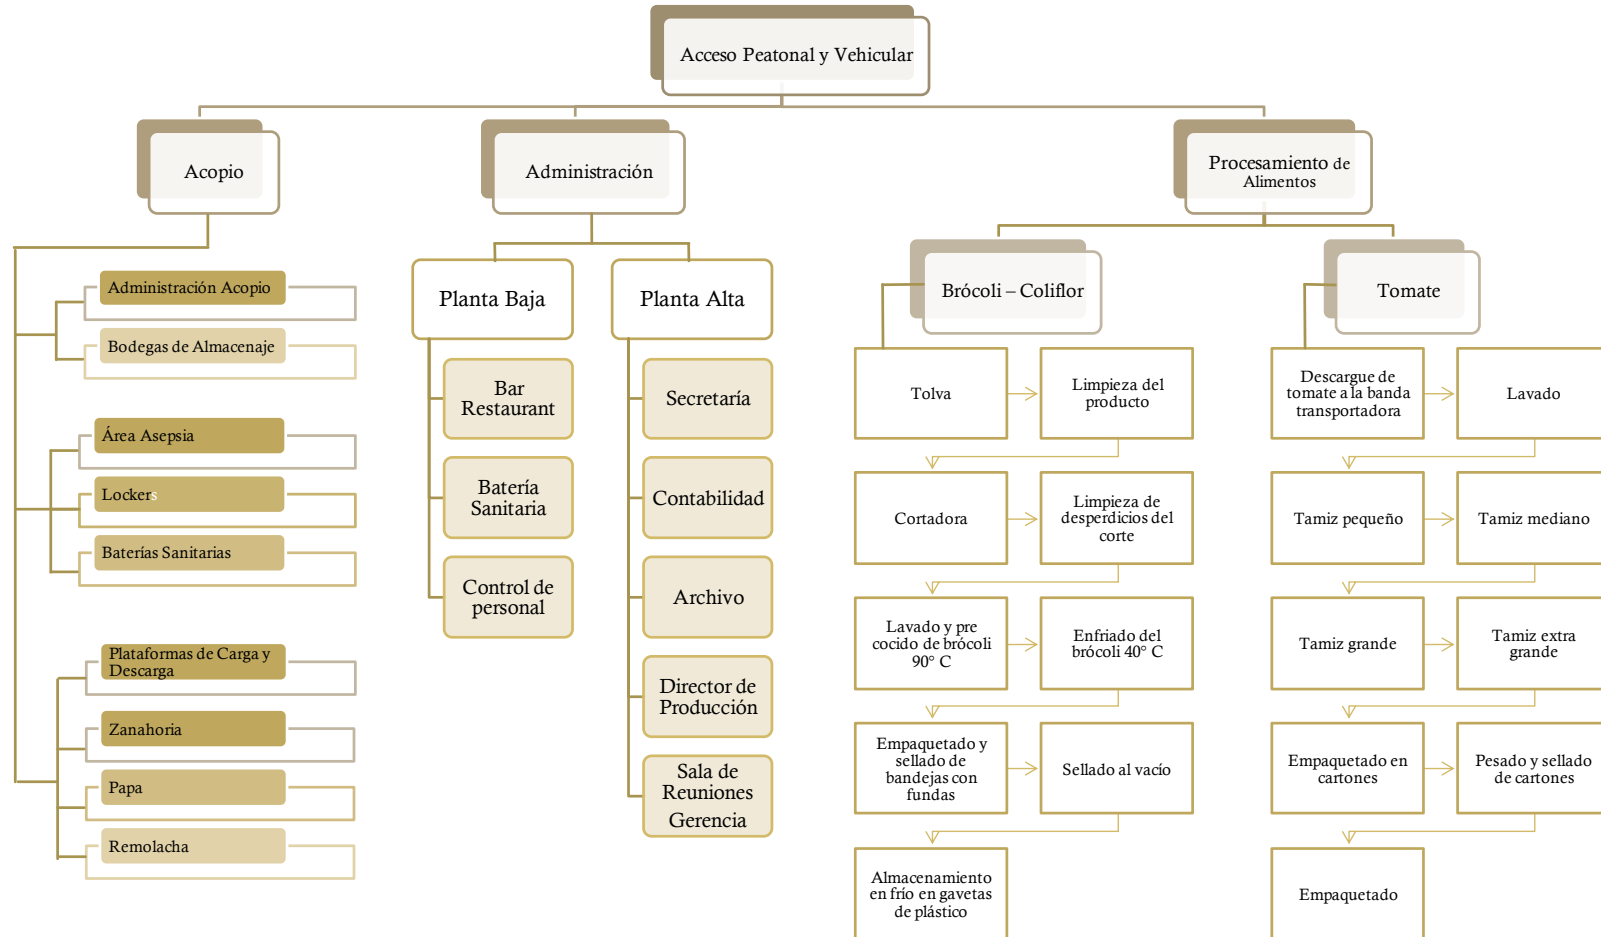 Acceso Peatonal y Vehicular
Acopio
Administración Acopio
Bodegas de Almacenaje
Área Asepsia
Lockers
Baterías Sanitarias
Plataformas de Carga y
Descarga
Zanahoria
Papa
Remolacha
Administración
Planta Baja
Bar
Restaurant
Batería
Sanitaria
Control de
personal
Planta Alta
Secretaría
Contabilidad
Archivo
Director de
Producción
Sala de
Reuniones
Gerencia
Procesamiento de
Alimentos
Brócoli – Coliflor
Tolva
Limpieza del
producto
Cortadora
Limpieza de
desperdicios del
corte
Lavado y pre
cocido de brócoli
90° C
Enfriado del
brócoli 40° C
Empaquetado y
sellado de
bandejas con
fundas
Sellado al vacío
Almacenamiento
en frío en gavetas
de plástico
Tomate
Descargue de
tomate a la banda
transportadora
Lavado
Tamiz pequeño
Tamiz mediano
Tamiz grande
Tamiz extra
grande
Empaquetado en
cartones
Pesado y sellado
de cartones
Empaquetado